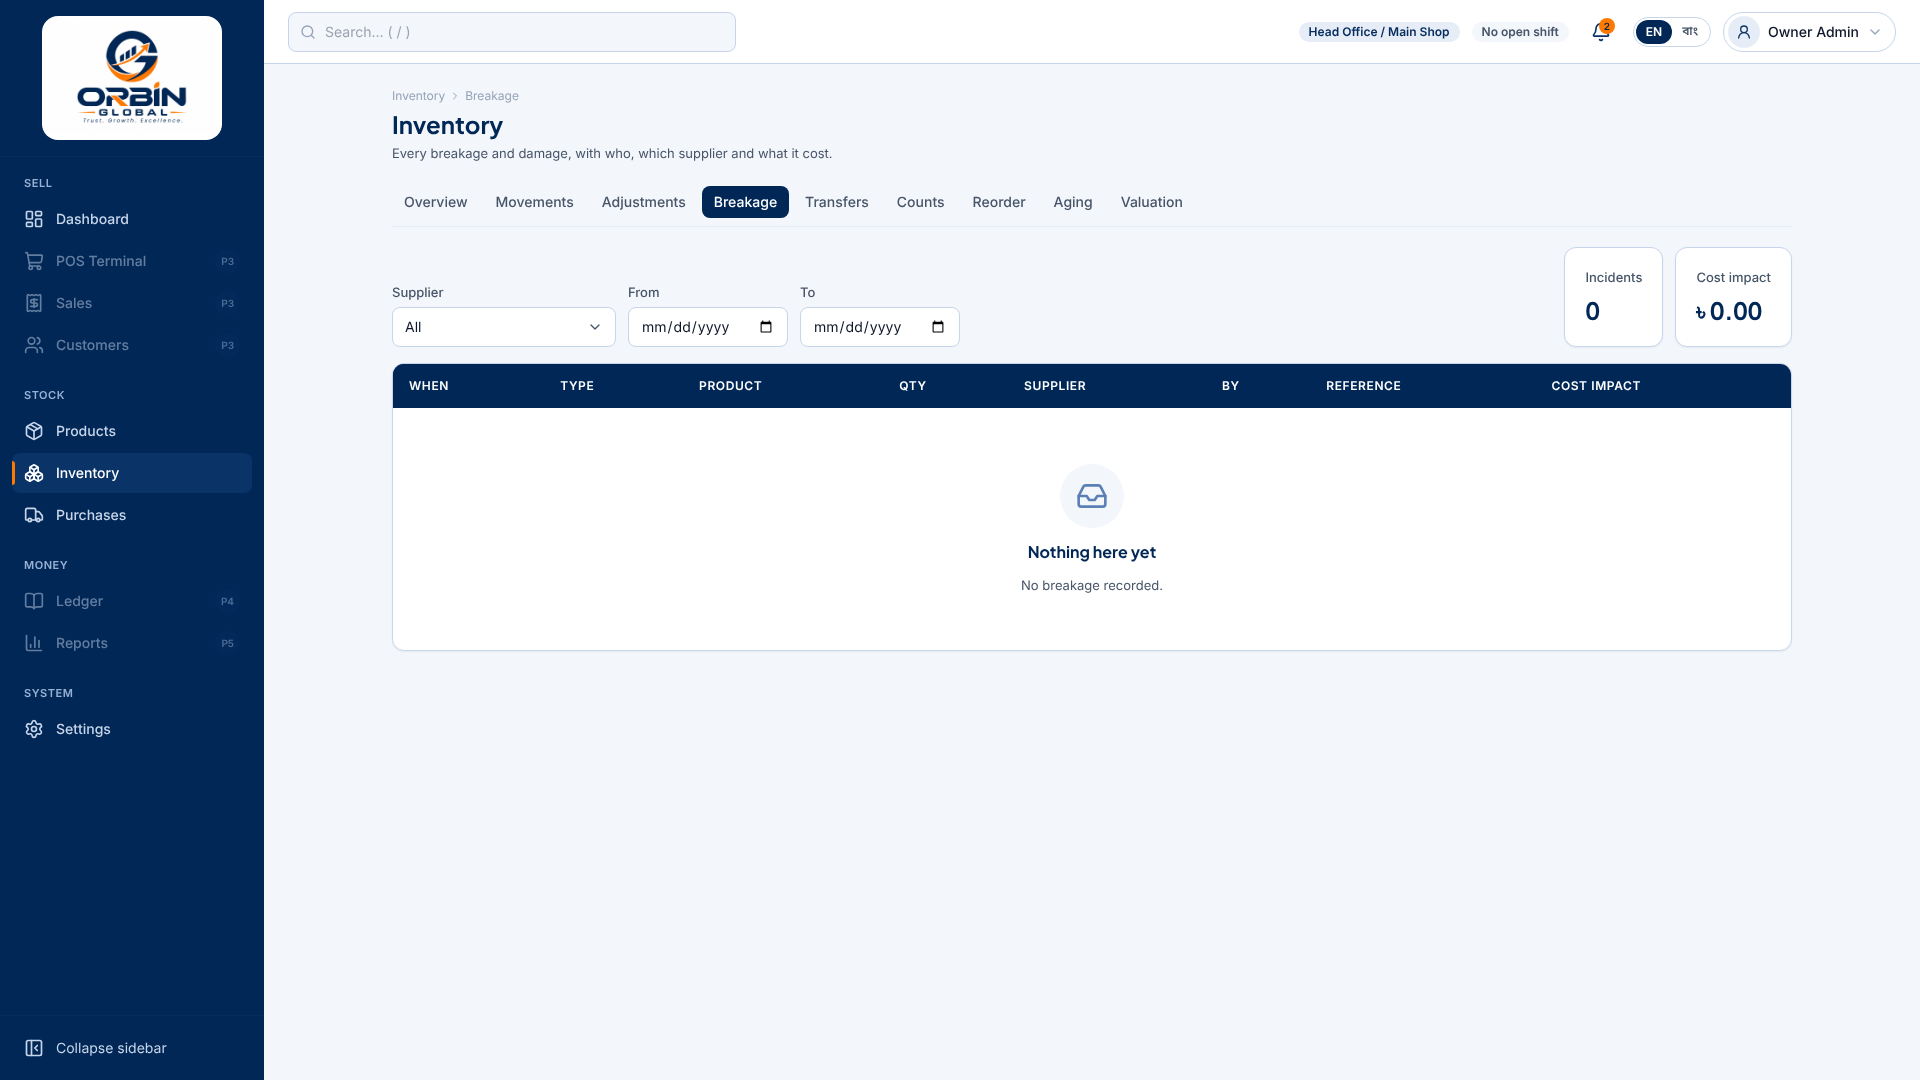 ORBIN
GLOBAL
Trust. Growth. Excellence.
Search... ( / )
Head Office / Main Shop
No open shift
2
EN
বাং
Owner Admin
SELL
Dashboard
POS Terminal P3
Sales P3
Customers P3
STOCK
Products
Inventory
Purchases
MONEY
Ledger P4
Reports P5
SYSTEM
Settings
Collapse sidebar
Inventory > Breakage
Inventory
Every breakage and damage, with who, which supplier and what it cost.
Overview Movements Adjustments Breakage Transfers Counts Reorder Aging Valuation
Supplier From To
All mm/dd/yyyy mm/dd/yyyy
Incidents
0
Cost impact
৳ 0.00
WHEN TYPE PRODUCT QTY SUPPLIER BY REFERENCE COST IMPACT
Nothing here yet
No breakage recorded.